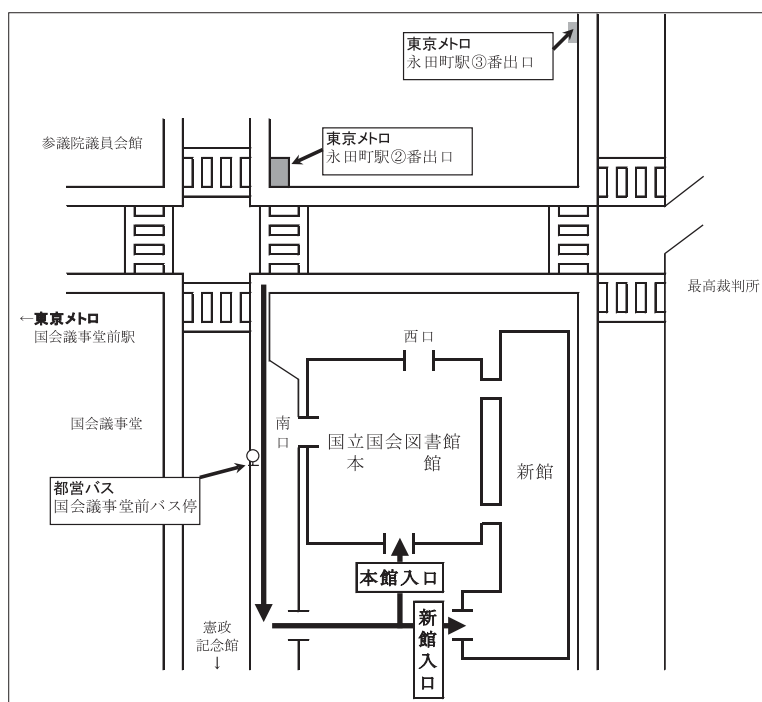 東京メトロ
永田町駅③番出口
参議院議員会館
東京メトロ
永田町駅②番出口
最高裁判所
←東京メトロ
国会議事堂前駅
西口
国会議事堂
南
口
国立国会図書館
本館
新館
都営バス
国会議事堂前バス停
本館入口
新
館
入
口
憲政
記念館
↓